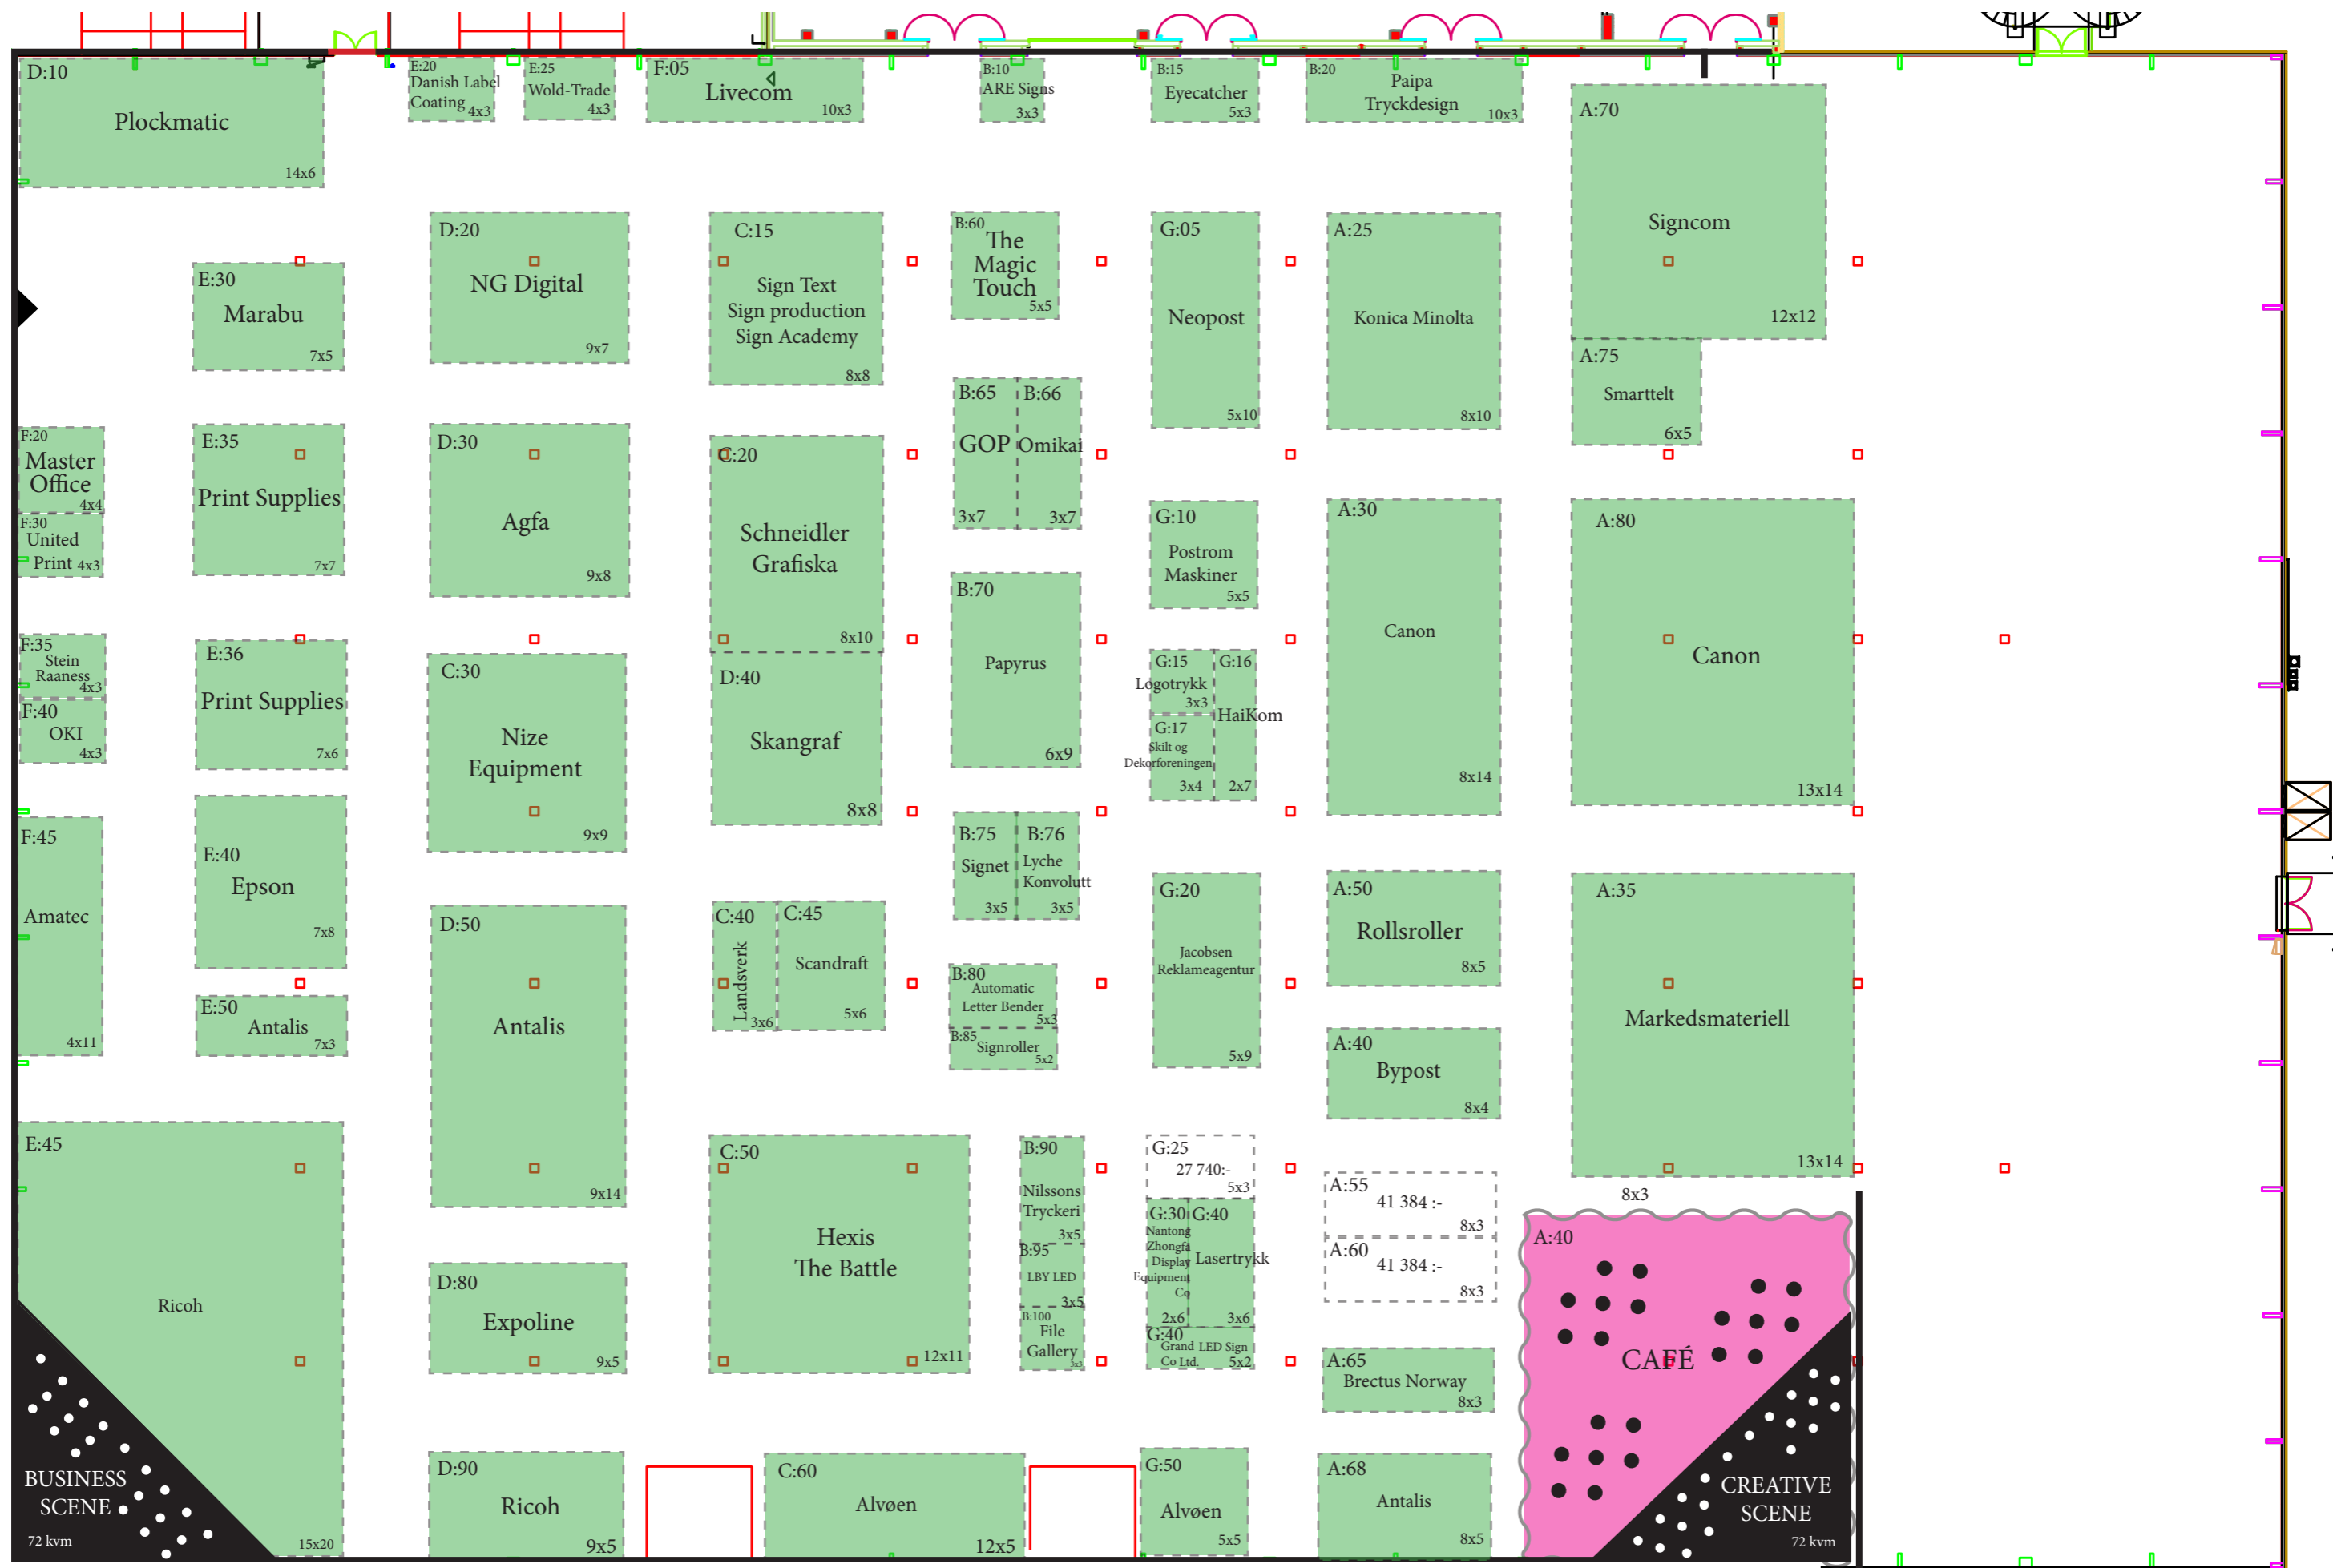 D:10
Plockmatic
14x6
E:20
Danish Label
Coating 4x3
E:25
Wold-Trade
4x3
F:05
Livecom
10x3
B:10
ARE Signs
3x3
B:15
Eyecatcher
5x3
B:20
Paipa
Tryckdesign
10x3
A:70
Signcom
12x12
E:30
Marabu
7x5
D:20
NG Digital
9x7
C:15
Sign Text
Sign production
Sign Academy
8x8
B:60
The
Magic
Touch
5x5
G:05
Neopost
5x10
A:25
Konica Minolta
8x10
A:75
Smarttelt
6x5
F:20
Master
Office
4x4
F:30
United
Print 4x3
E:35
Print Supplies
7x7
D:30
Agfa
9x8
C:20
Schneidler
Grafiska
8x10
B:65
GOP
3x7
B:66
Omikai
3x7
G:10
Postrom
Maskiner
5x5
A:30
Canon
8x14
A:80
Canon
13x14
F:35
Stein
Raaness
4x3
F:40
OKI
4x3
E:36
Print Supplies
7x6
C:30
Nize
Equipment
9x9
D:40
Skangraf
8x8
B:70
Papyrus
6x9
G:15
Logotrykk
3x3
G:16
HaiKom
2x7
G:17
Skilt og
Dekorforeningen
3x4
F:45
Amatec
4x11
E:40
Epson
7x8
E:50
Antalis
7x3
D:50
Antalis
9x14
C:40
Landsverk
3x6
C:45
Scandraft
5x6
B:75
Signet
3x5
B:76
Lyche
Konvolutt
3x5
B:80
Automatic
Letter Bender
5x3
B:85
Signroller
5x2
G:20
Jacobsen
Reklameagentur
5x9
A:50
Rollsroller
8x5
A:40
Bypost
8x4
A:35
Markedsmateriell
13x14
E:45
Ricoh
15x20
BUSINESS
SCENE
72 kvm
D:80
Expoline
9x5
D:90
Ricoh
9x5
C:50
Hexis
The Battle
12x11
B:90
Nilssons
Tryckeri
3x5
B:95
LBY LED
3x5
B:100
File
Gallery
3x3
G:25
27 740:-
5x3
G:30
Nantong
Zhongfa
Display
Equipment
Co
2x6
G:40
Lasertrykk
3x6
G:40
Grand-LED Sign
Co Ltd. 5x2
A:55
41 384 :-
8x3
A:60
41 384 :-
8x3
A:65
Brectus Norway
8x3
8x3
A:40
CAFÉ
CREATIVE
SCENE
72 kvm
C:60
Alvøen
12x5
G:50
Alvøen
5x5
A:68
Antalis
8x5